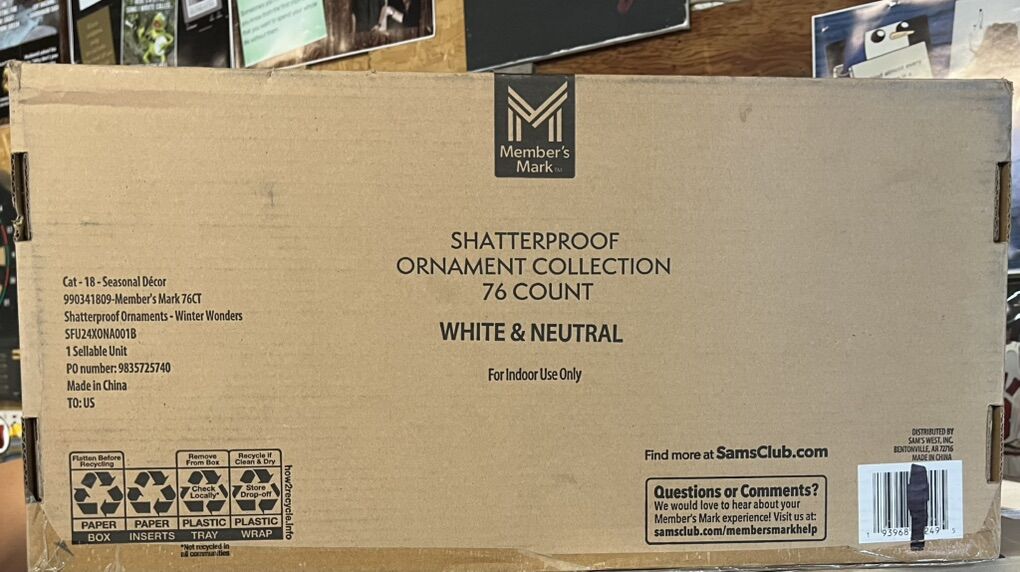 Member's
Mark™
SHATTERPROOF
ORNAMENT COLLECTION
76 COUNT
WHITE & NEUTRAL
For Indoor Use Only
Cat - 18 - Seasonal Décor
990341809-Member's Mark 76CT
Shatterproof Ornaments - Winter Wonders
SFU24XONA001B
1 Sellable Unit
PO number: 9835725740
Made in China
TO: US
Flatten Before
Recycling
PAPER
BOX
PAPER
INSERTS
Remove
From Box
Check
Locally*
PLASTIC
TRAY
Recycle if
Clean & Dry
Store
Drop-off
PLASTIC
WRAP
how2recycle.info
*Not recycled in
all communities
Find more at SamsClub.com
Questions or Comments?
We would love to hear about your
Member's Mark experience! Visit us at:
samsclub.com/membersmarkhelp
DISTRIBUTED BY
SAM'S WEST, INC.
BENTONVILLE, AR 72716
MADE IN CHINA
1 93968 249 5